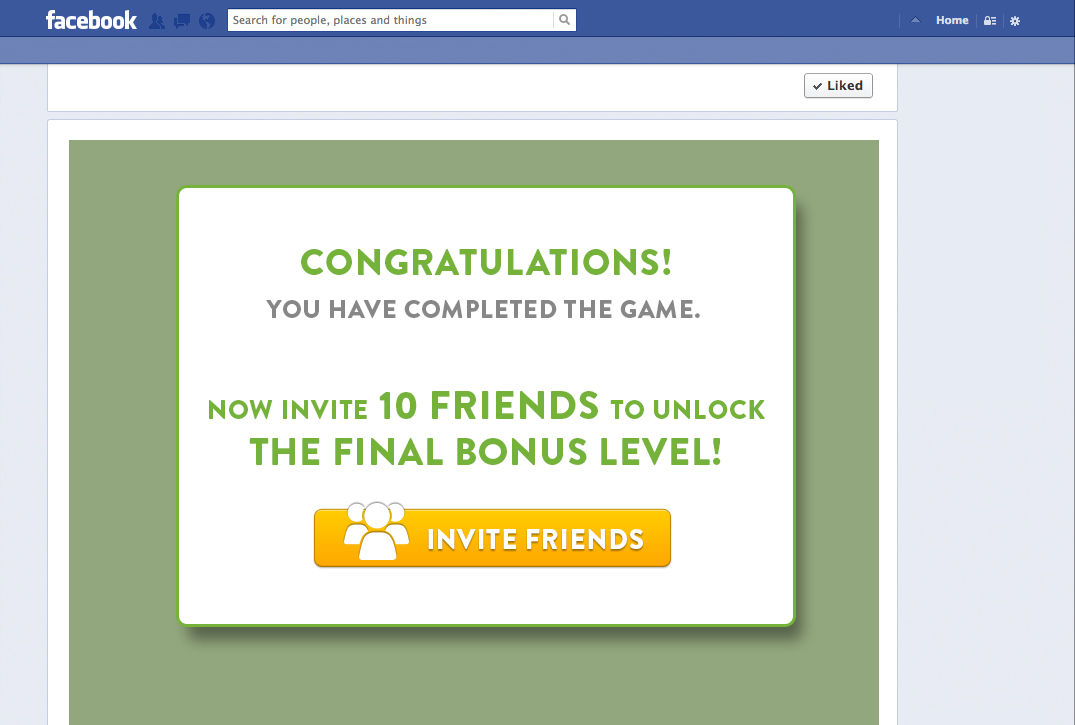 facebook
Search for people, places and things
Home
Liked
CONGRATULATIONS!
YOU HAVE COMPLETED THE GAME.
NOW INVITE 10 FRIENDS TO UNLOCK
THE FINAL BONUS LEVEL!
INVITE FRIENDS